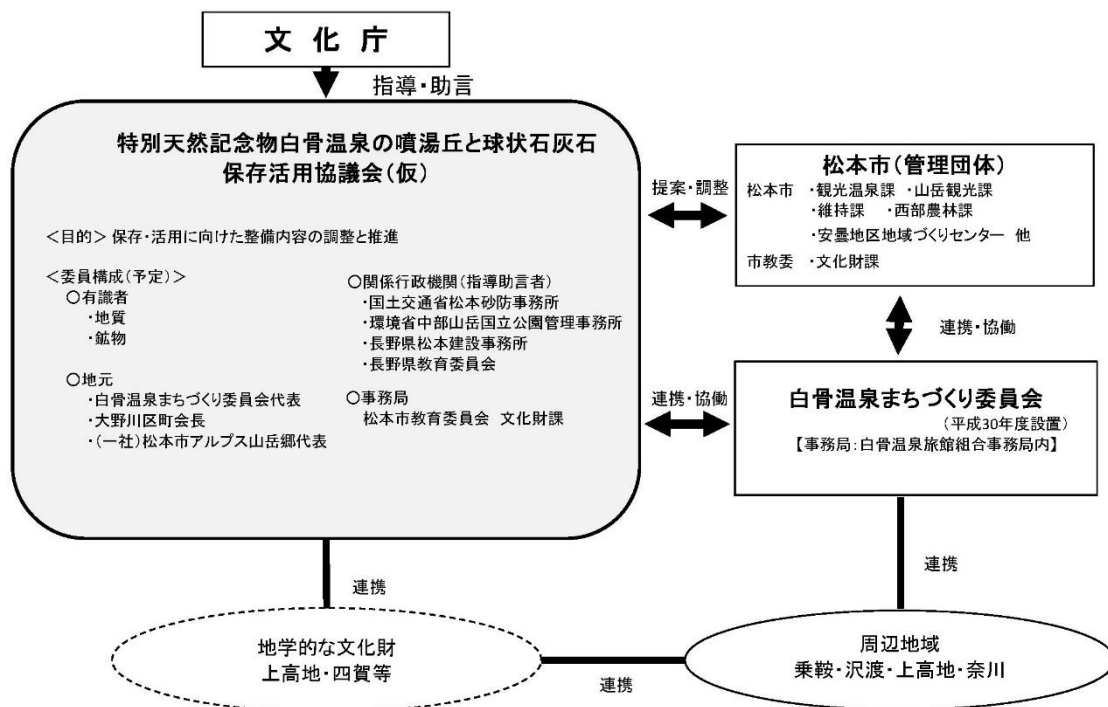 文 化 庁
指導・助言
特別天然記念物白骨温泉の噴湯丘と球状石灰石
保存活用協議会(仮)
<目的> 保存・活用に向けた整備内容の調整と推進
<委員構成(予定)>
〇有識者
・地質
・鉱物
〇地元
・白骨温泉まちづくり委員会代表
・大野川区町会長
・(一社)松本市アルプス山岳郷代表
〇関係行政機関(指導助言者)
・国土交通省松本砂防事務所
・環境省中部山岳国立公園管理事務所
・長野県松本建設事務所
・長野県教育委員会
〇事務局
松本市教育委員会 文化財課
提案・調整
松本市(管理団体)
松本市 ・観光温泉課 ・山岳観光課
・維持課 ・西部農林課
・安曇地区地域づくりセンター 他
市教委 ・文化財課
連携・協働
連携・協働
白骨温泉まちづくり委員会
(平成30年度設置)
【事務局:白骨温泉旅館組合事務局内】
連携
連携
地学的な文化財
上高地・四賀等
連携
周辺地域
乗鞍・沢渡・上高地・奈川